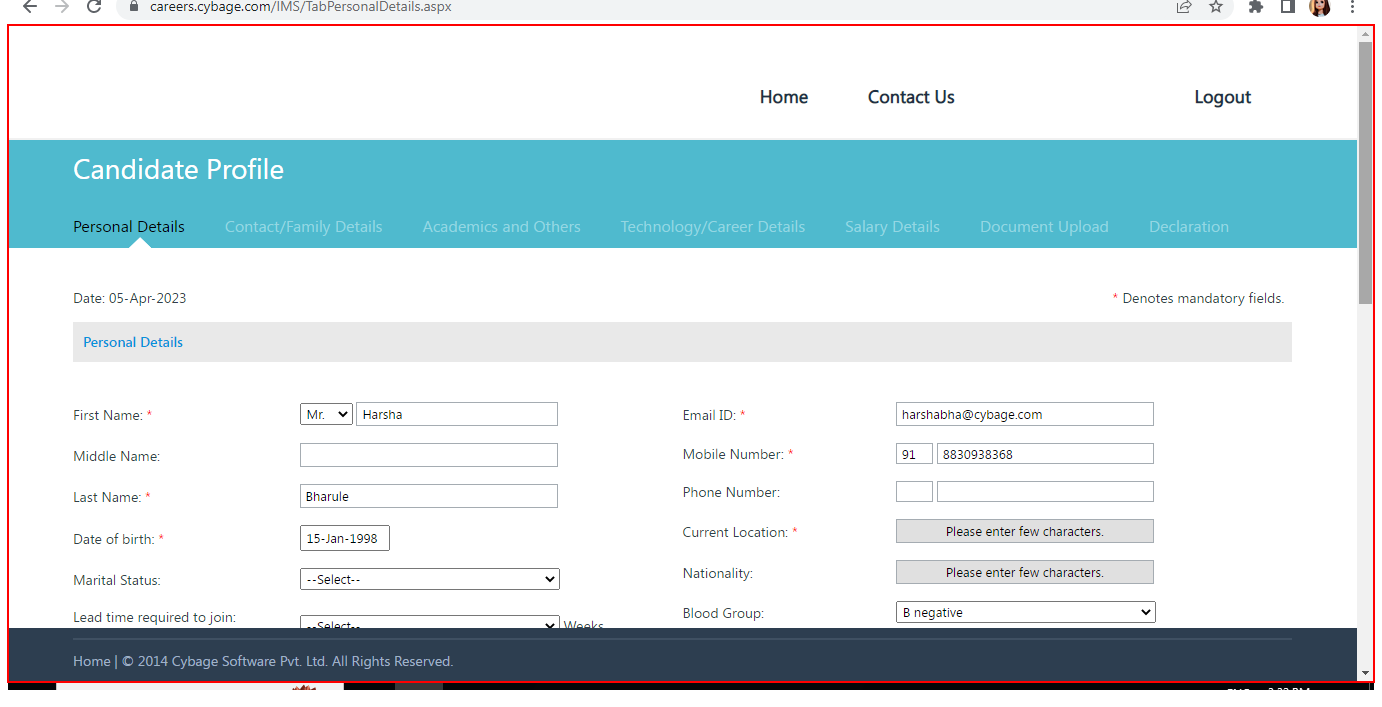 careers.cybage.com/IMS/TabPersonalDetails.aspx
Home Contact Us Logout
Candidate Profile
Personal Details Contact/Family Details Academics and Others Technology/Career Details Salary Details Document Upload Declaration
Date: 05-Apr-2023 * Denotes mandatory fields.
Personal Details
First Name: * Mr. Harsha Email ID: * harshabha@cybage.com
Middle Name: Mobile Number: * 91 8830938368
Last Name: * Bharule Phone Number:
Date of birth: * 15-Jan-1998 Current Location: * Please enter few characters.
Marital Status: --Select-- Nationality: Please enter few characters.
Lead time required to join: --Select-- Weeks Blood Group: B negative
Home | © 2014 Cybage Software Pvt. Ltd. All Rights Reserved.